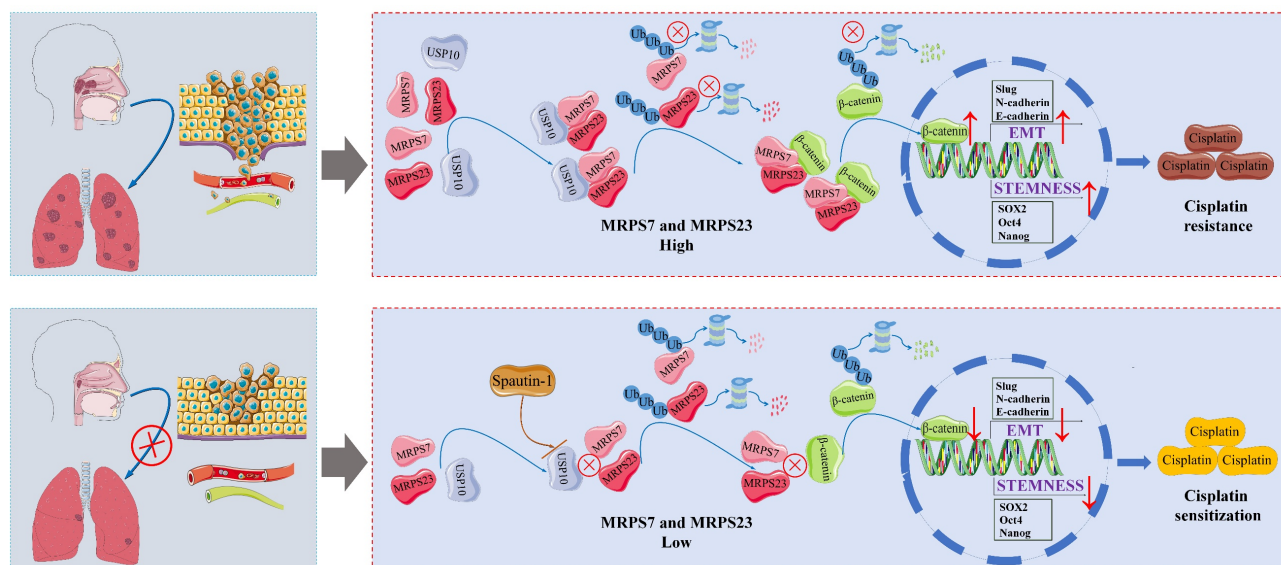 USP10
MRPS7
MRPS23
MRPS7
MRPS23
USP10
USP10
MRPS7
MRPS23
USP10
MRPS7
MRPS23
Ub
Ub
Ub
MRPS7
Ub
Ub
MRPS23
MRPS7
MRPS23
β-catenin
MRPS7
MRPS23
β-catenin
Ub
Ub
Ub
β-catenin
MRPS7 and MRPS23
High
β-catenin
Slug
N-cadherin
E-cadherin
EMT
STEMNESS
SOX2
Oct4
Nanog
Cisplatin
Cisplatin
Cisplatin
Cisplatin
resistance
MRPS7
MRPS23
USP10
Spautin-1
USP10
MRPS7
MRPS23
Ub
Ub
Ub
MRPS7
Ub
Ub
Ub
MRPS23
MRPS7
MRPS23
β-catenin
Ub
Ub
Ub
β-catenin
MRPS7 and MRPS23
Low
β-catenin
Slug
N-cadherin
E-cadherin
EMT
STEMNESS
SOX2
Oct4
Nanog
Cisplatin
Cisplatin
Cisplatin
Cisplatin
sensitization